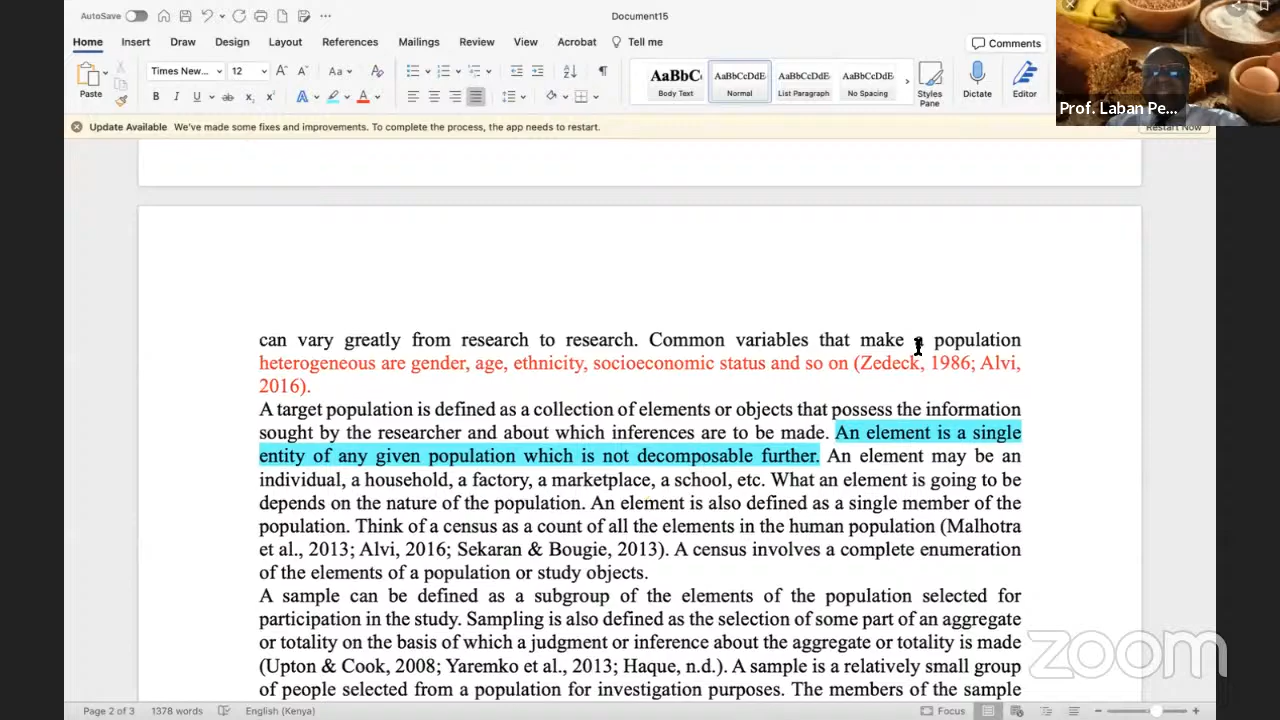 AutoSave
Document15
Home Insert Draw Design Layout References Mailings Review View Acrobat Tell me
Comments
Paste
Times New... 12
Aa
B I U ab x x A A
AaBbC AaBbCcDdE AaBbCcDdE AaBbCcDdE
Body Text Normal List Paragraph No Spacing
Styles Pane
Dictate
Editor
Prof. Laban Pe...
Update Available We've made some fixes and improvements. To complete the process, the app needs to restart.
Restart Now
can vary greatly from research to research. Common variables that make a population
heterogeneous are gender, age, ethnicity, socioeconomic status and so on (Zedeck, 1986; Alvi,
2016).
A target population is defined as a collection of elements or objects that possess the information
sought by the researcher and about which inferences are to be made. An element is a single
entity of any given population which is not decomposable further. An element may be an
individual, a household, a factory, a marketplace, a school, etc. What an element is going to be
depends on the nature of the population. An element is also defined as a single member of the
population. Think of a census as a count of all the elements in the human population (Malhotra
et al., 2013; Alvi, 2016; Sekaran & Bougie, 2013). A census involves a complete enumeration
of the elements of a population or study objects.
A sample can be defined as a subgroup of the elements of the population selected for
participation in the study. Sampling is also defined as the selection of some part of an aggregate
or totality on the basis of which a judgment or inference about the aggregate or totality is made
(Upton & Cook, 2008; Yaremko et al., 2013; Haque, n.d.). A sample is a relatively small group
of people selected from a population for investigation purposes. The members of the sample
zoom
Page 2 of 3 1378 words English (Kenya) Focus